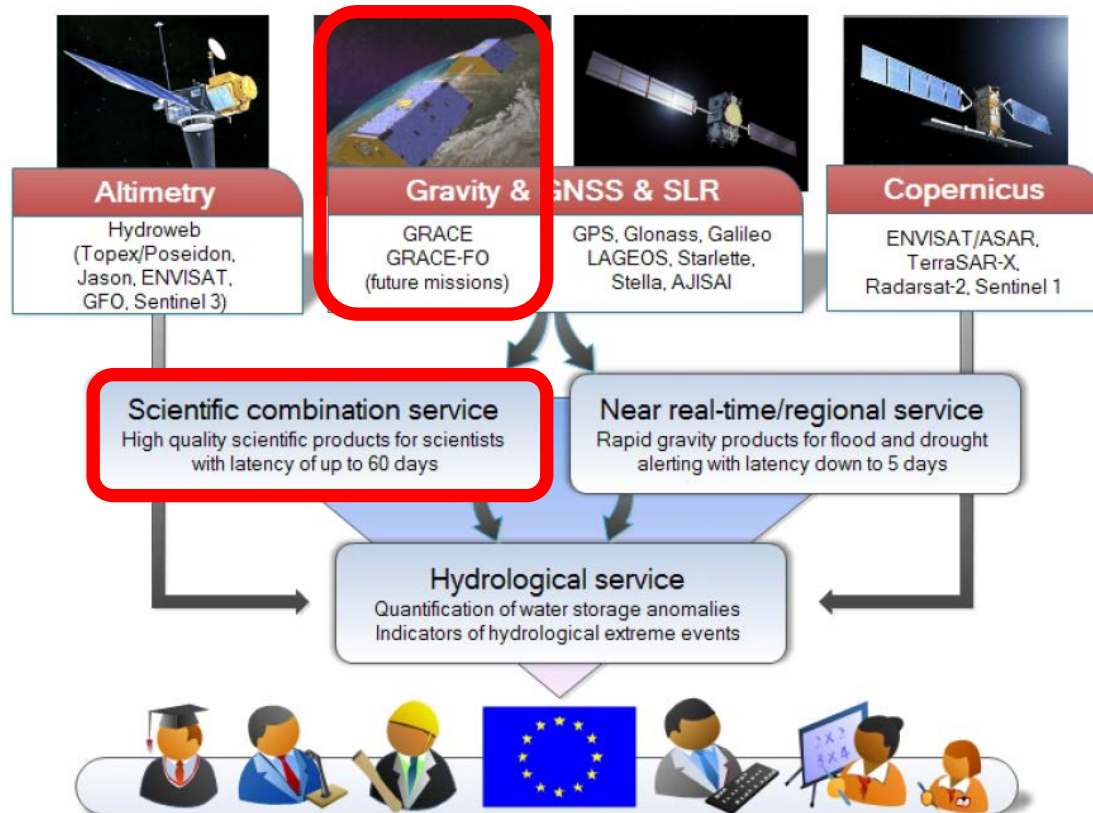 Altimetry
Hydroweb
(Topex/Poseidon,
Jason, ENVISAT,
GFO, Sentinel 3)
Gravity & GNSS & SLR
GRACE
GRACE-FO
(future missions)
GPS, Glonass, Galileo
LAGEOS, Starlette,
Stella, AJISAI
Copernicus
ENVISAT/ASAR,
TerraSAR-X,
Radarsat-2, Sentinel 1
Scientific combination service
High quality scientific products for scientists
with latency of up to 60 days
Near real-time/regional service
Rapid gravity products for flood and drought
alerting with latency down to 5 days
Hydrological service
Quantification of water storage anomalies
Indicators of hydrological extreme events
2X2
3X4